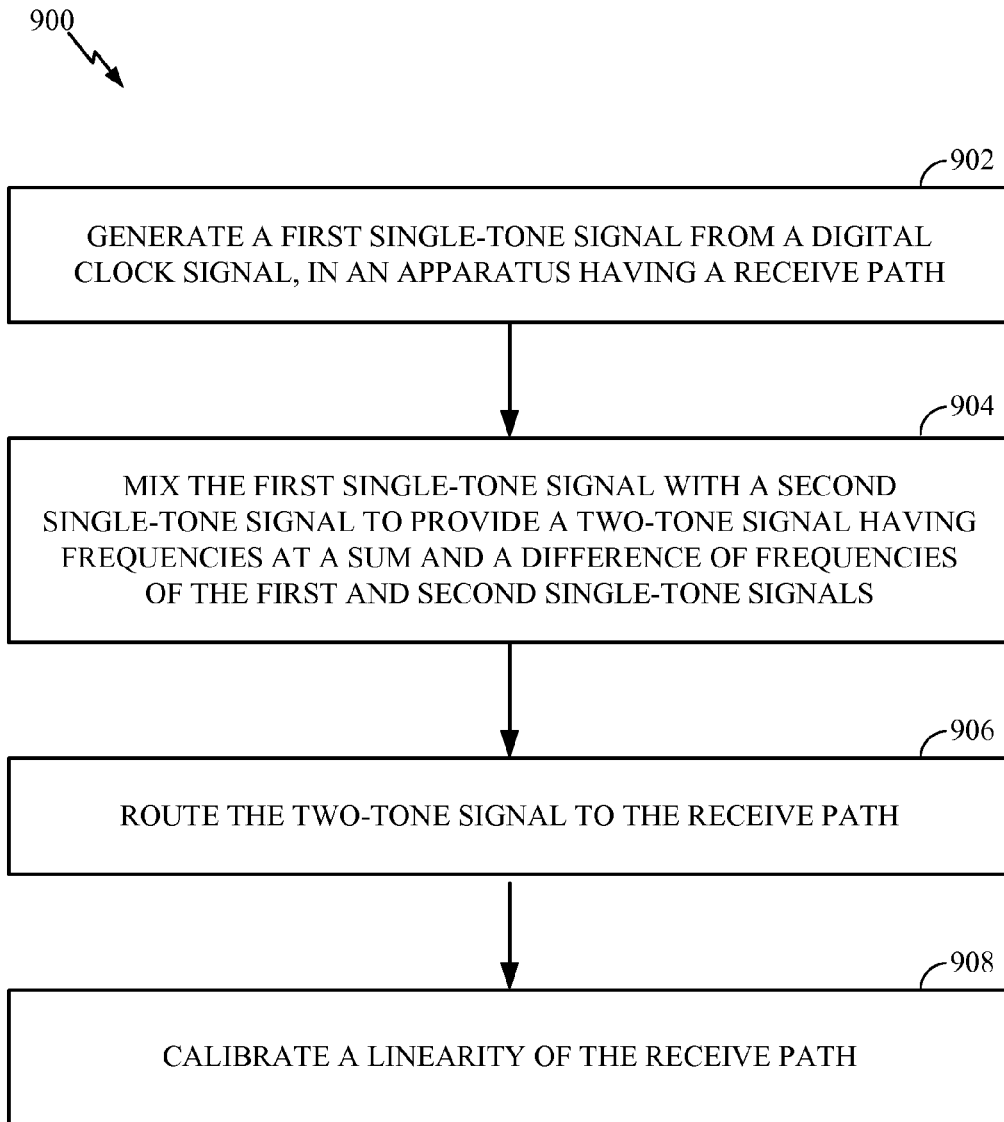 900
902
GENERATE A FIRST SINGLE-TONE SIGNAL FROM A DIGITAL
CLOCK SIGNAL, IN AN APPARATUS HAVING A RECEIVE PATH
904
MIX THE FIRST SINGLE-TONE SIGNAL WITH A SECOND
SINGLE-TONE SIGNAL TO PROVIDE A TWO-TONE SIGNAL HAVING
FREQUENCIES AT A SUM AND A DIFFERENCE OF FREQUENCIES
OF THE FIRST AND SECOND SINGLE-TONE SIGNALS
906
ROUTE THE TWO-TONE SIGNAL TO THE RECEIVE PATH
908
CALIBRATE A LINEARITY OF THE RECEIVE PATH